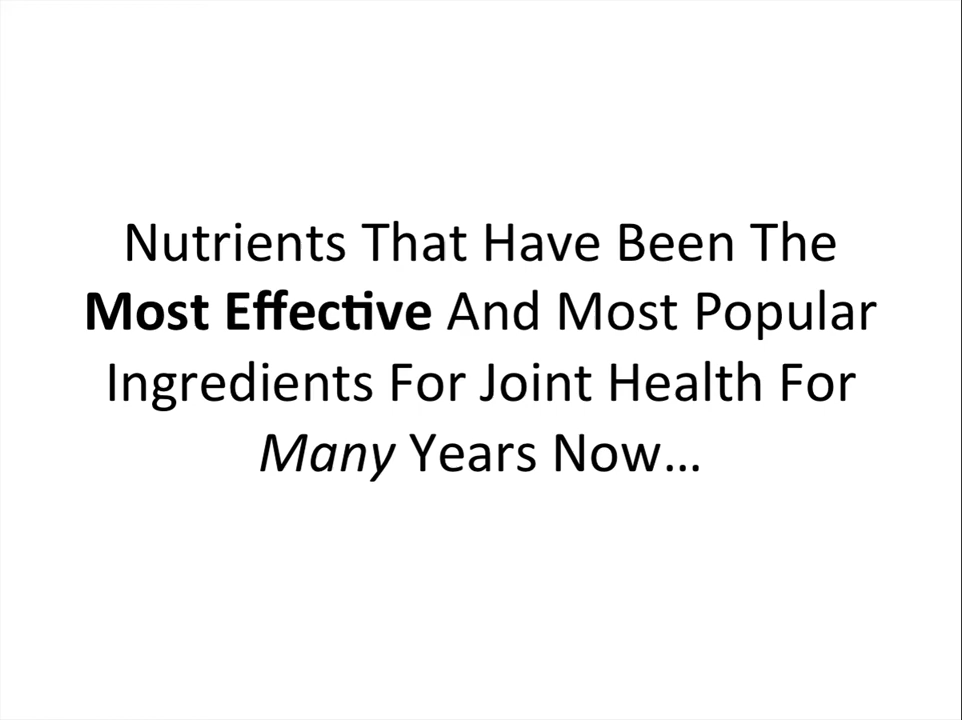 Nutrients That Have Been The
Most Effective And Most Popular
Ingredients For Joint Health For
Many Years Now…